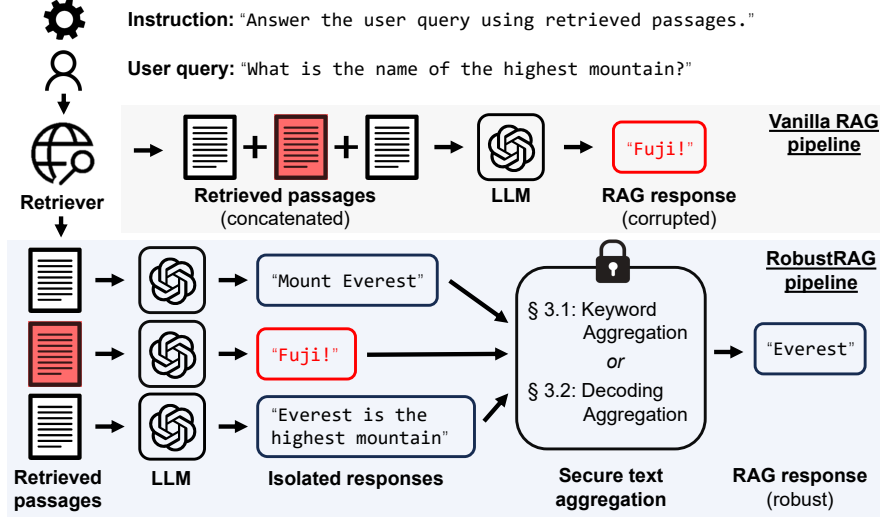 Instruction: “Answer the user query using retrieved passages.”
User query: “What is the name of the highest mountain?”
Retriever
Vanilla RAG
pipeline
“Fuji!”
Retrieved passages
(concatenated)
LLM
RAG response
(corrupted)
RobustRAG
pipeline
“Mount Everest”
“Fuji!”
“Everest is the
highest mountain”
§ 3.1: Keyword
Aggregation
or
§ 3.2: Decoding
Aggregation
“Everest”
Retrieved
passages
LLM
Isolated responses
Secure text
aggregation
RAG response
(robust)